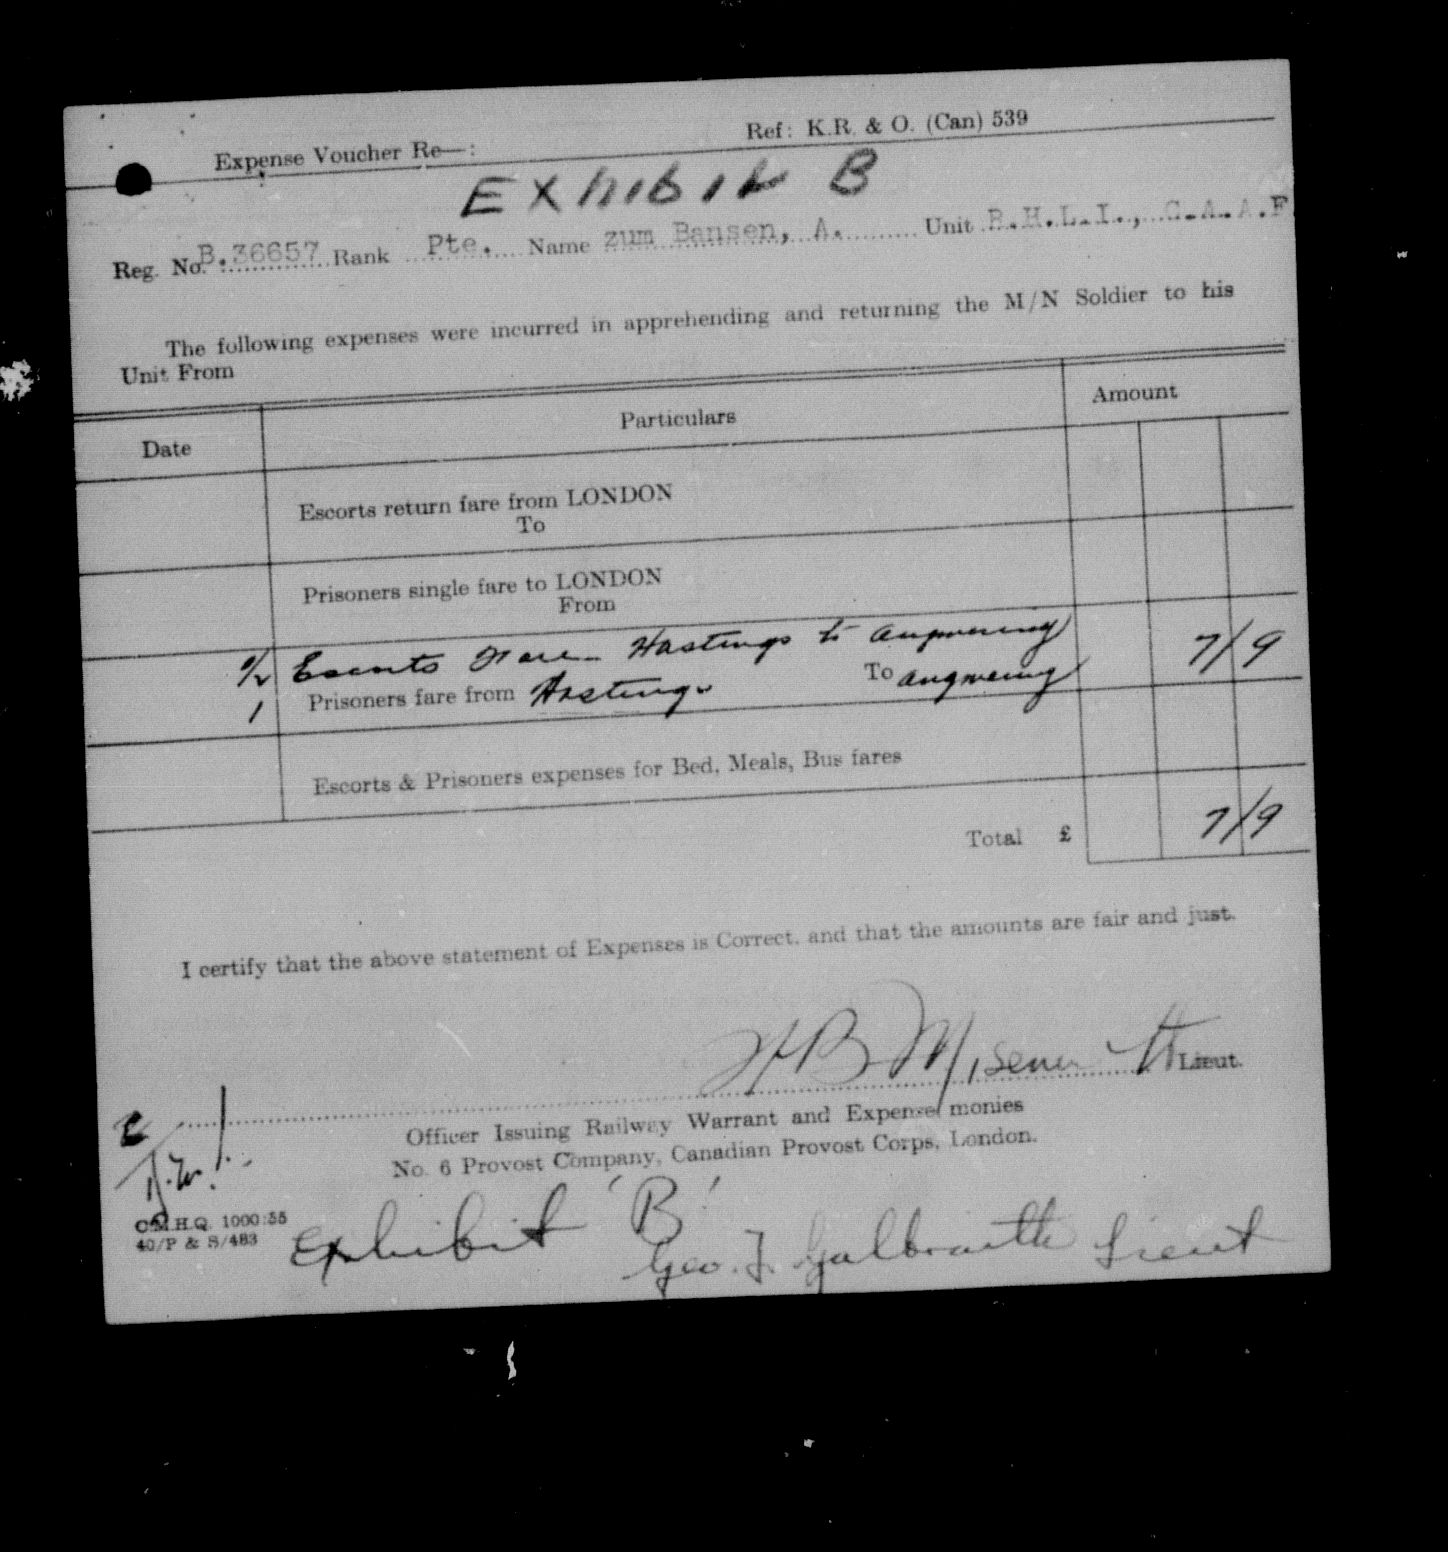 Expense Voucher Re—: Ref: K.R. & O. (Can) 539
Exhibit B
Reg. No. B.36657 Rank Pte. Name zum Bansen, A. Unit R.H.L.I., C.A.A.F
The following expenses were incurred in apprehending and returning the M/N Soldier to his
Unit From
Date Particulars Amount
Escorts return fare from LONDON
To
Prisoners single fare to LONDON
From
Escorts Fare Hastings to Angmering 7/9
1 Prisoners fare from Hastings To Angmering
Escorts & Prisoners expenses for Bed, Meals, Bus fares
Total £ 7/9
I certify that the above statement of Expenses is Correct. and that the amounts are fair and just.
HB Misener Lt Lieut.
Officer Issuing Railway Warrant and Expense monies
No. 6 Provost Company, Canadian Provost Corps, London.
C.M.H.Q. 1000:55
40/P & S/483
Exhibit 'B'
Geo. J. Galbraith Lieut